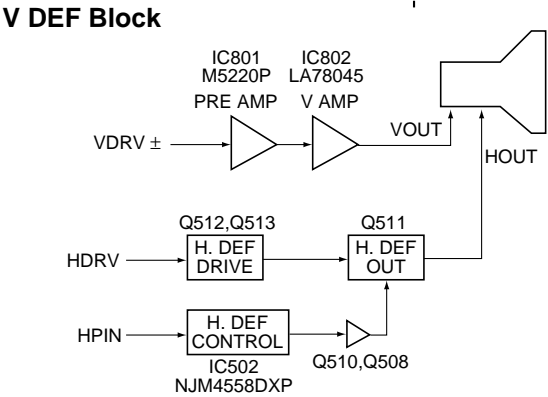 V DEF Block
IC801
M5220P
PRE AMP
IC802
LA78045
V AMP
VDRV ±
VOUT
HOUT
Q512,Q513
H. DEF
DRIVE
Q511
H. DEF
OUT
HDRV
HPIN
H. DEF
CONTROL
IC502
NJM4558DXP
Q510,Q508